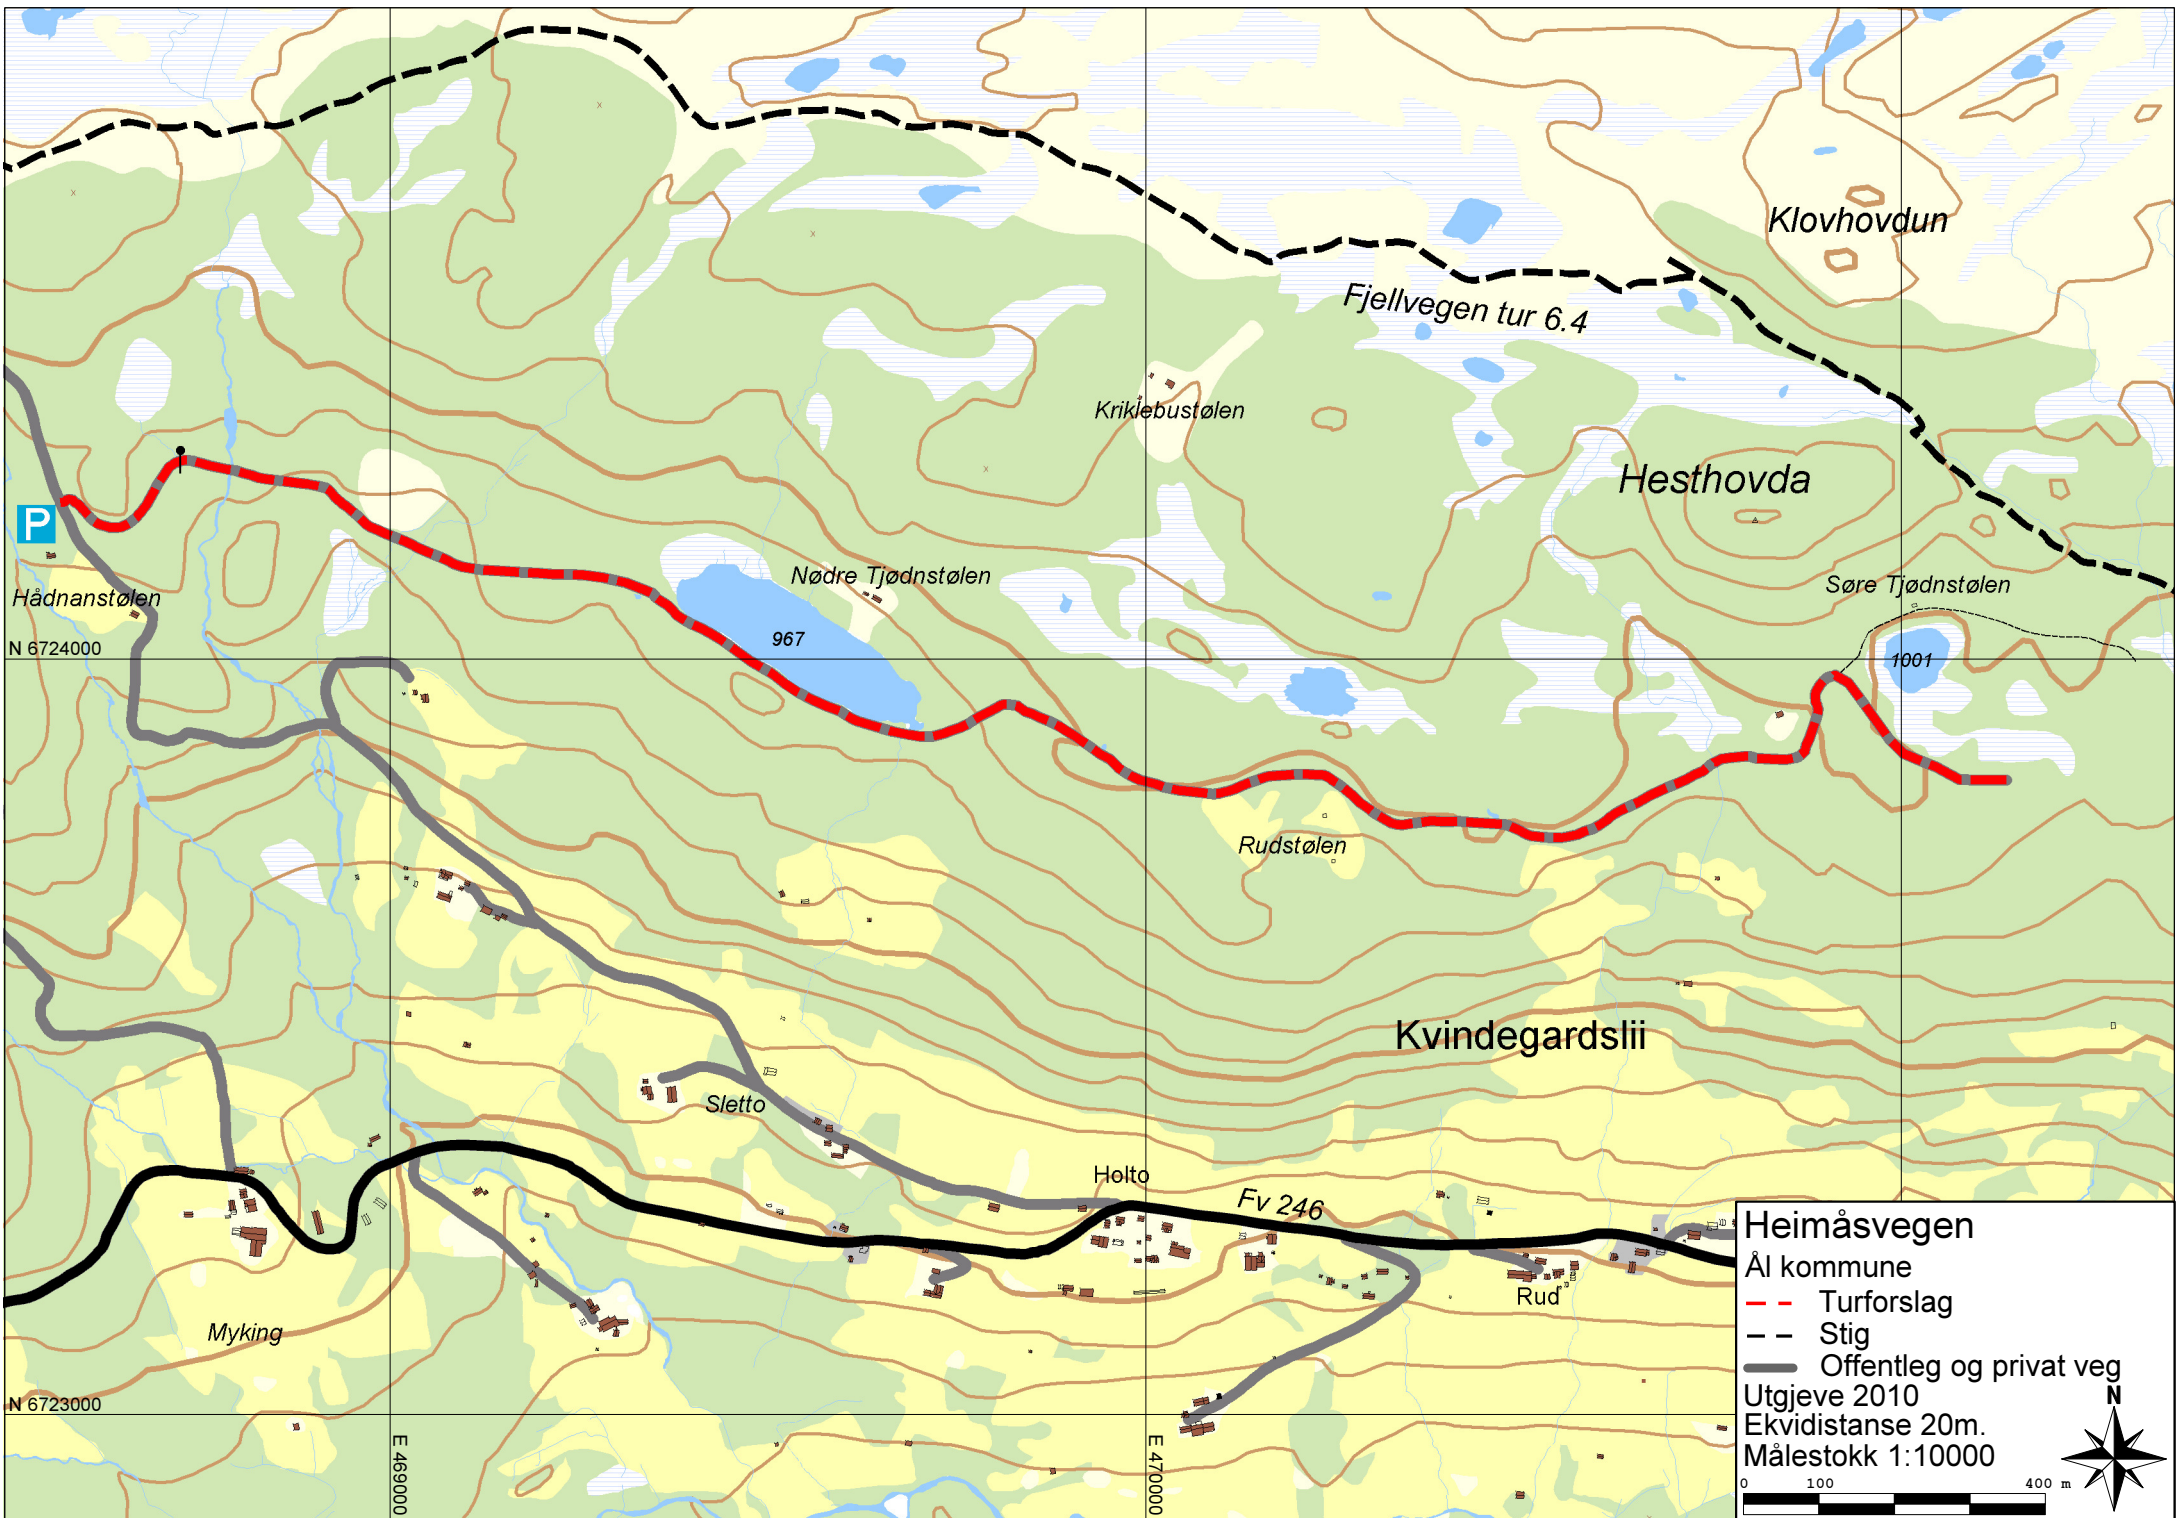 Klovhovdun
Fjellvegen tur 6.4
Kriklebustølen
Hesthovda
P
Nødre Tjødnstølen
Søre Tjødnstølen
Hådnanstølen
967
N 6724000
1001
Rudstølen
Kvindegardslii
Sletto
Holto
Fv 246
Rud
Myking
N 6723000
E 469000
E 470000
Heimåsvegen
Ål kommune
Turforslag
Stig
Offentleg og privat veg
Utgjeve 2010
Ekvidistanse 20m.
Målestokk 1:10000
N
0 100 400 m